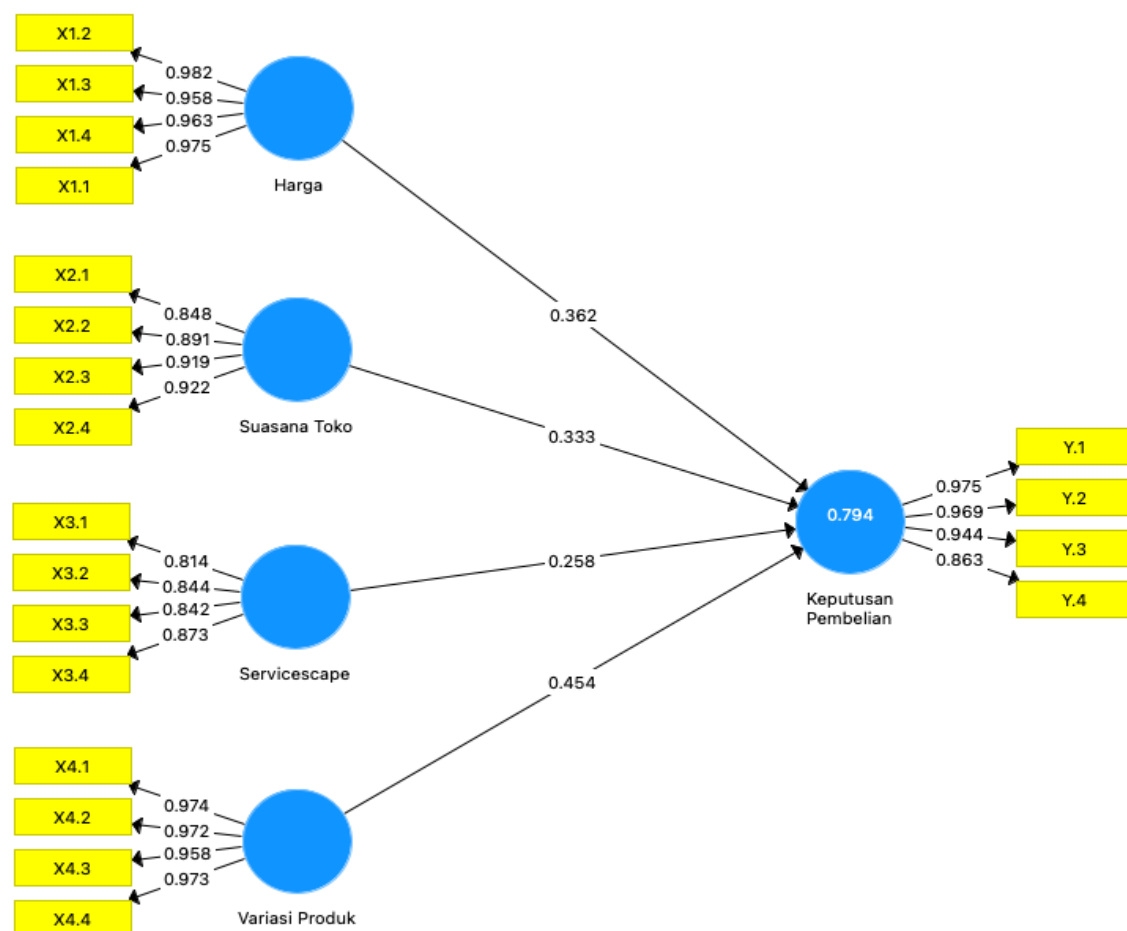 X1.2
0.982
X1.3
0.958
X1.4
0.963
0.975
X1.1
Harga
0.362
X2.1
0.848
X2.2
0.891
X2.3
0.919
0.922
X2.4
Suasana Toko
0.333
X3.1
0.814
X3.2
0.844
X3.3
0.842
0.873
X3.4
Servicescape
0.258
X4.1
0.974
X4.2
0.972
X4.3
0.958
0.973
X4.4
Variasi Produk
0.454
0.794
Keputusan
Pembelian
Y.1
0.975
Y.2
0.969
0.944
Y.3
0.863
Y.4